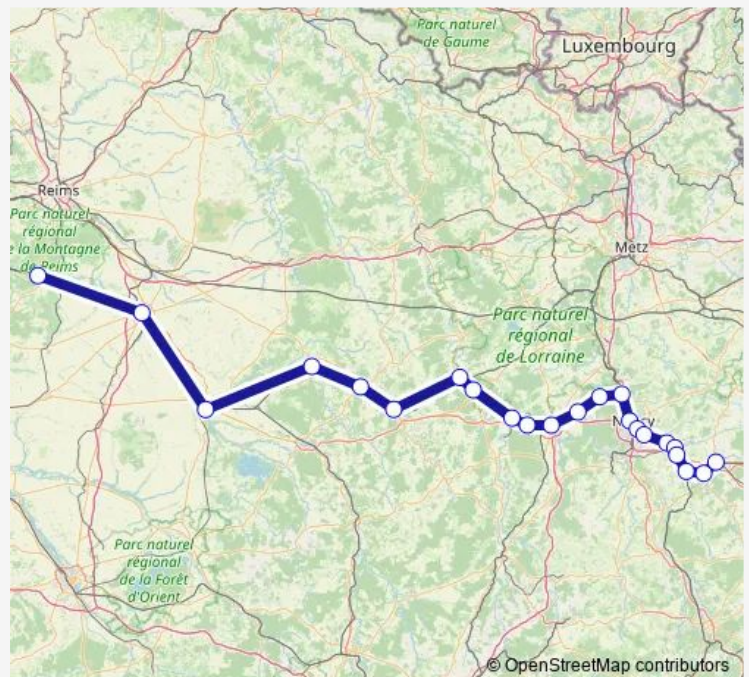 Parc naturel
de Gaume
Luxembourg
Reims
Parc naturel
régional
e la Montagne
de Reims
Metz
Parc naturel
régional
de Lorraine
Parc naturel
régional
de la Forêt
d'Orient
© OpenStreetMap contributors